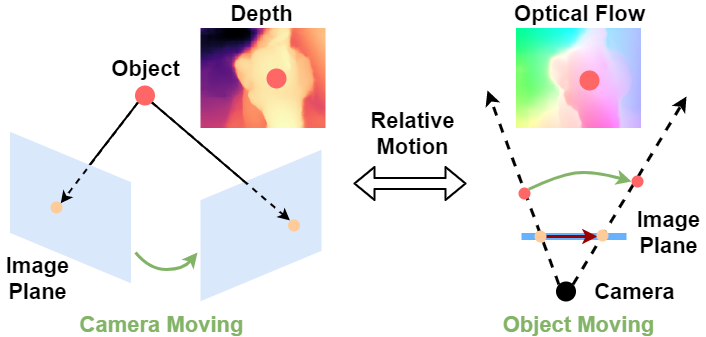 Depth
Optical Flow
Object
Relative
Motion
Image
Plane
Image
Plane
Camera
Camera Moving
Object Moving